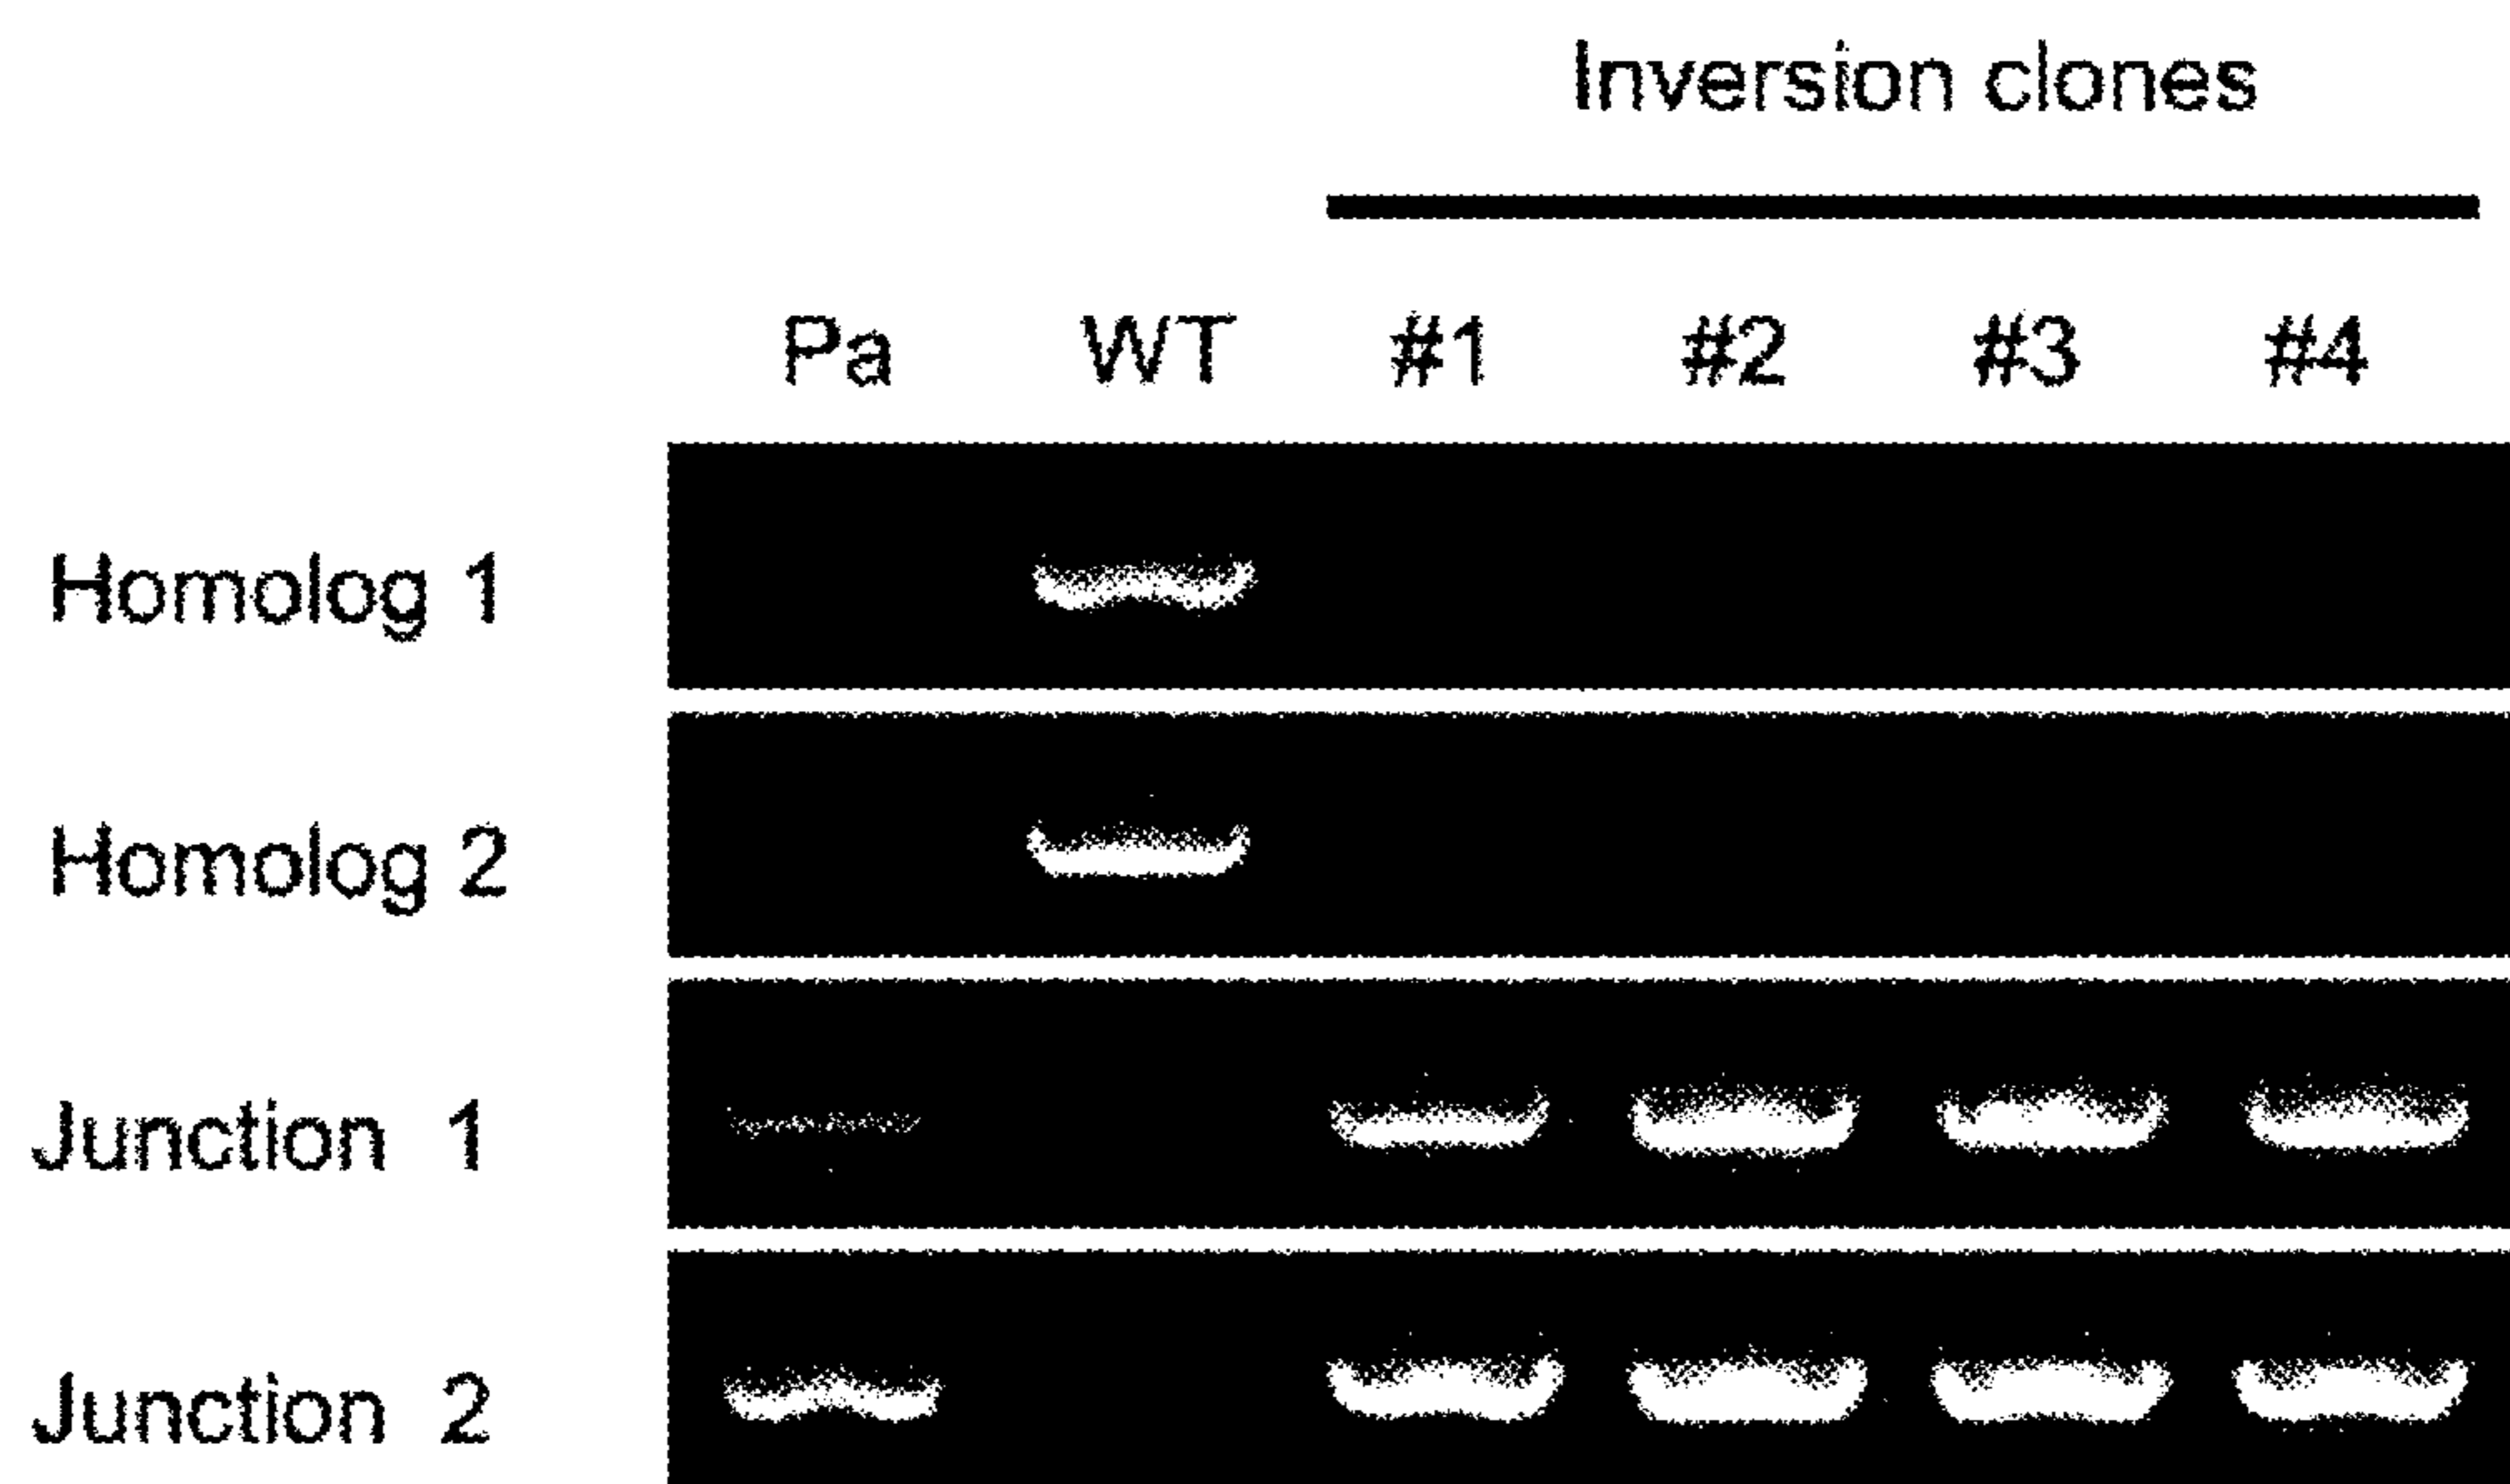 Inversion clones
Pa WT #1 #2 #3 #4
Homolog 1
Homolog 2
Junction 1
Junction 2